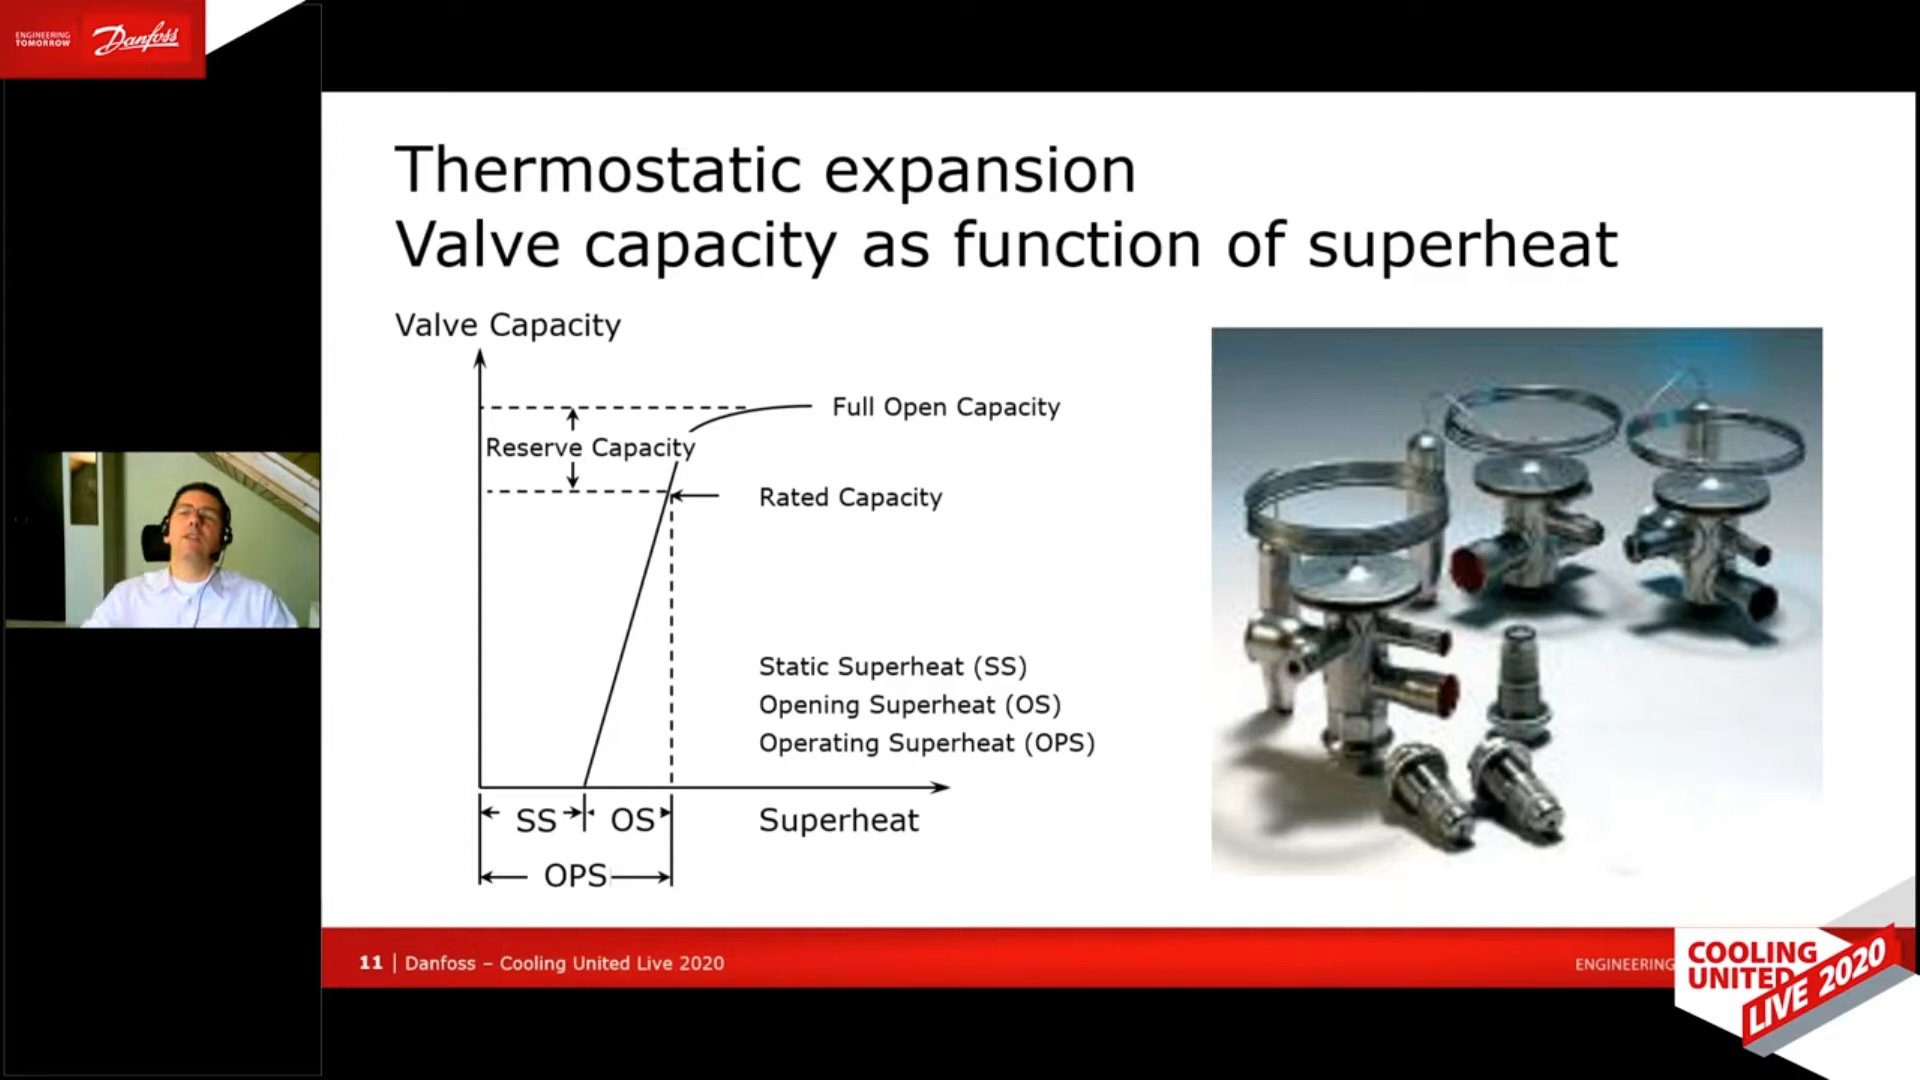 ENGINEERING
TOMORROW
Danfoss
Thermostatic expansion
Valve capacity as function of superheat
Valve Capacity
Full Open Capacity
Reserve Capacity
Rated Capacity
Static Superheat (SS)
Opening Superheat (OS)
Operating Superheat (OPS)
SS
OS
Superheat
OPS
11 | Danfoss – Cooling United Live 2020
ENGINEERING
COOLING
UNITED
LIVE 2020